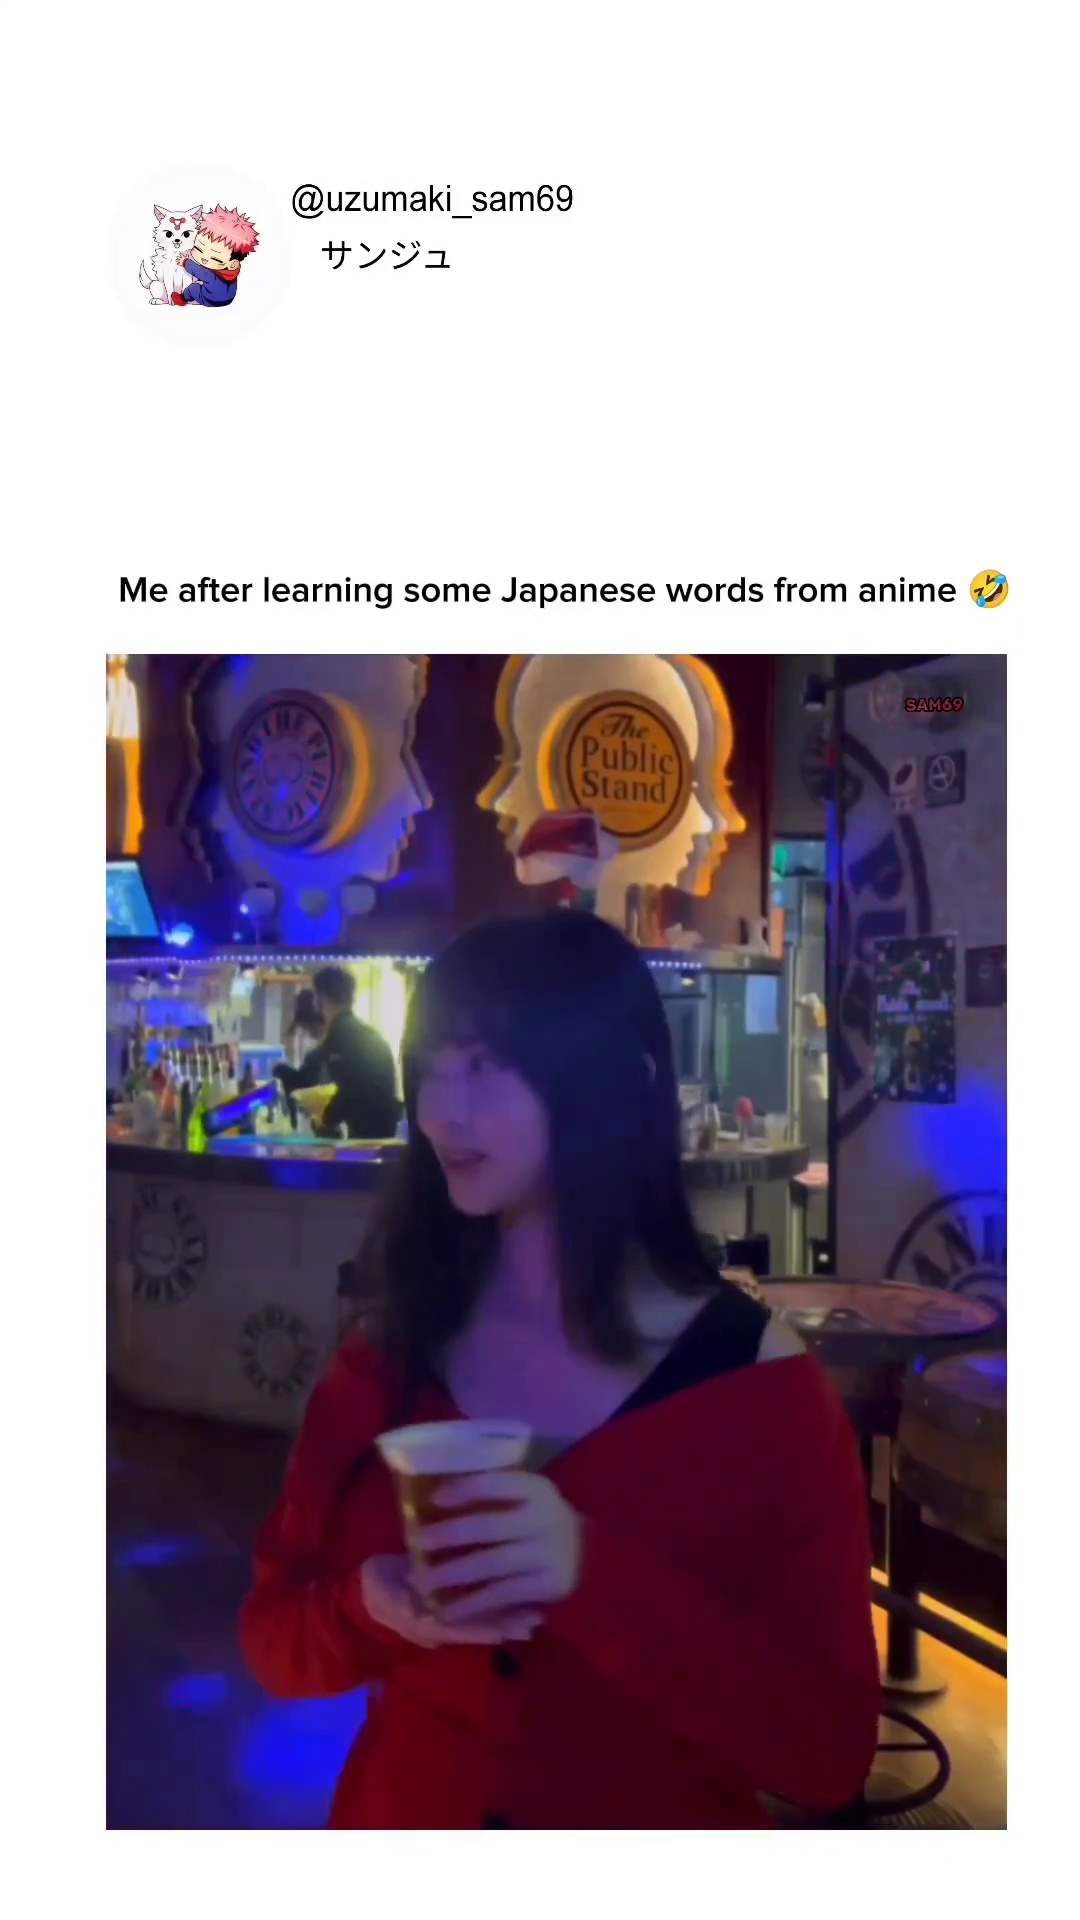 @uzumaki_sam69
サンジュ
Me after learning some Japanese words from anime 🤣
SAM69
The
Public
Stand